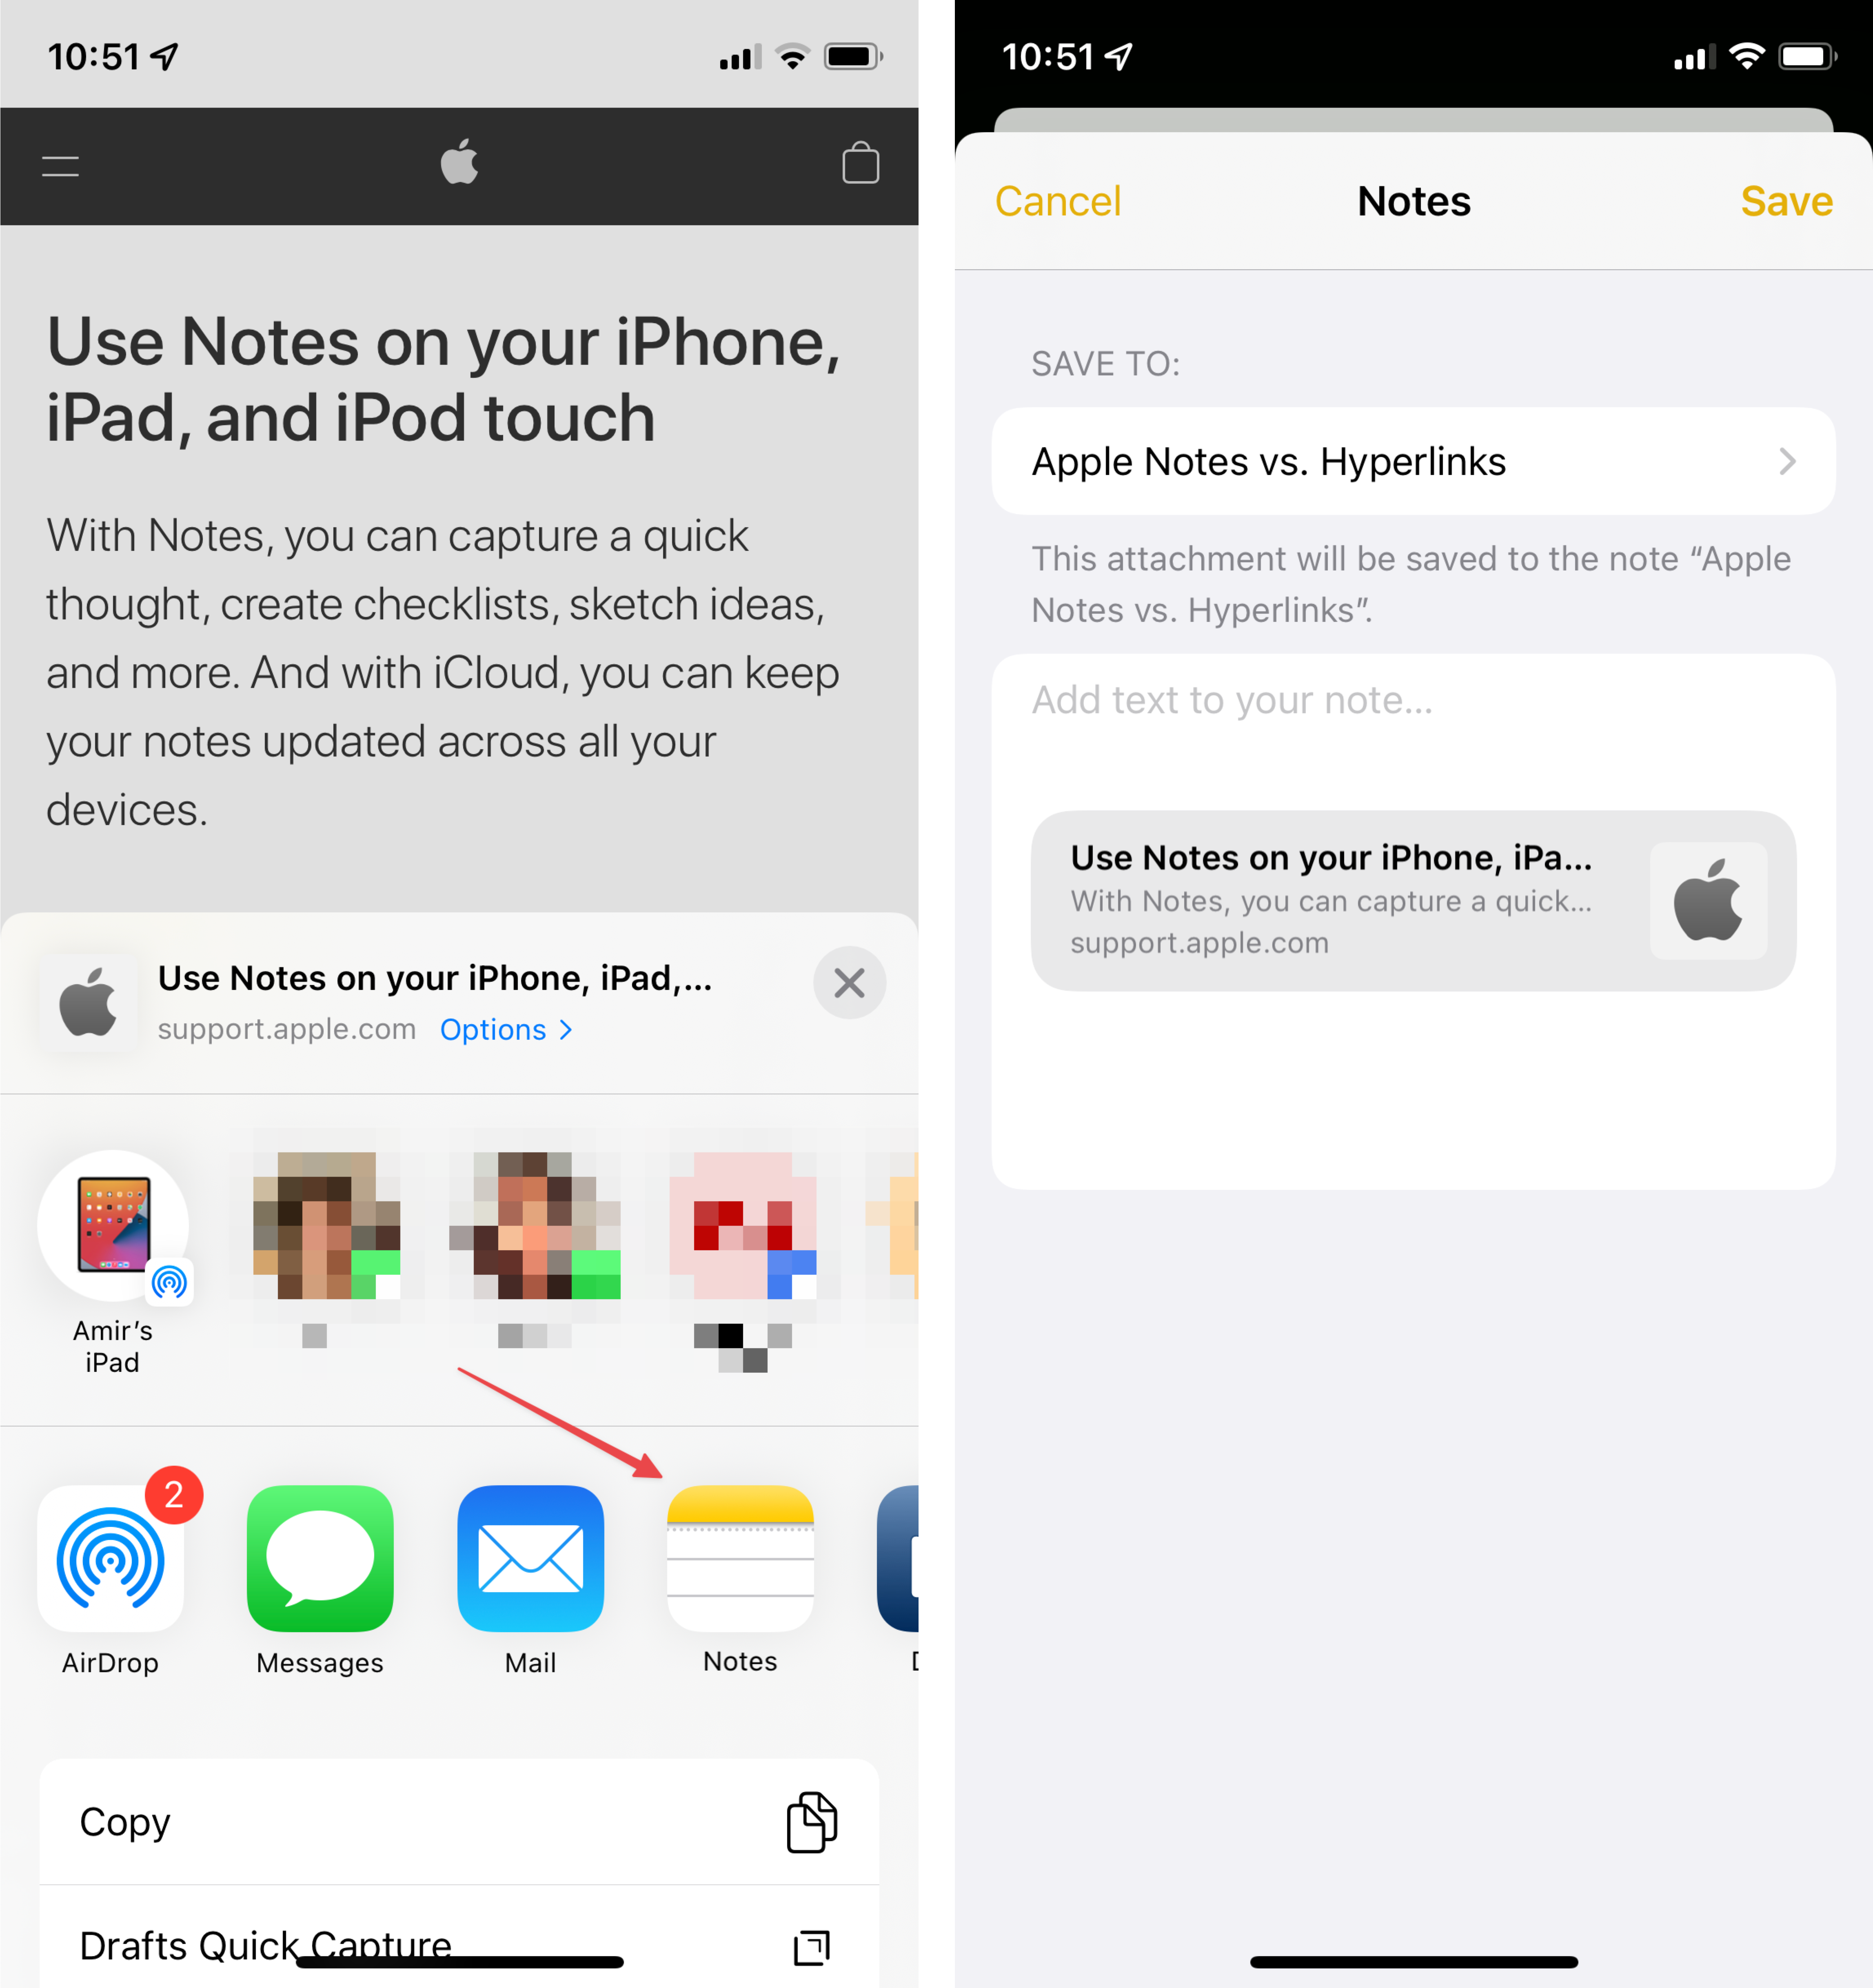 10:51
Use Notes on your iPhone,
iPad, and iPod touch
With Notes, you can capture a quick
thought, create checklists, sketch ideas,
and more. And with iCloud, you can keep
your notes updated across all your
devices.
Use Notes on your iPhone, iPad,...
support.apple.com Options >
Amir's
iPad
2
AirDrop Messages Mail Notes
Copy
Drafts Quick Capture
10:51
Cancel Notes Save
SAVE TO:
Apple Notes vs. Hyperlinks
This attachment will be saved to the note “Apple
Notes vs. Hyperlinks”.
Add text to your note...
Use Notes on your iPhone, iPa...
With Notes, you can capture a quick...
support.apple.com